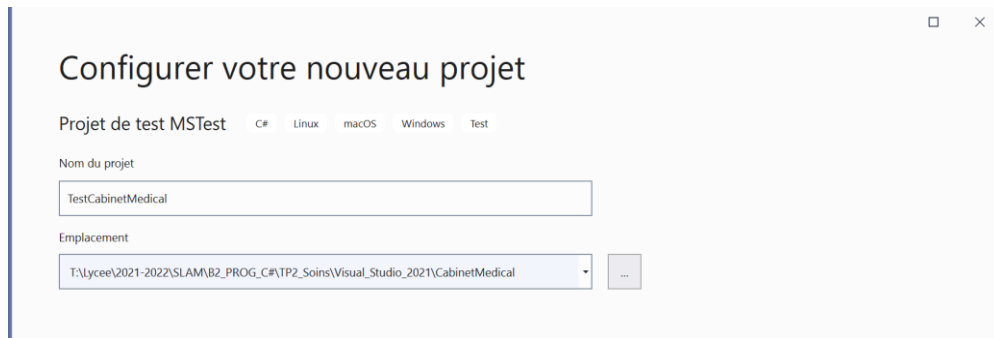 Configurer votre nouveau projet
Projet de test MSTest C# Linux macOS Windows Test
Nom du projet
TestCabinetMedical
Emplacement
T:\Lycee\2021-2022\SLAM\B2_PROG_C#\TP2_Soins\Visual_Studio_2021\CabinetMedical
...